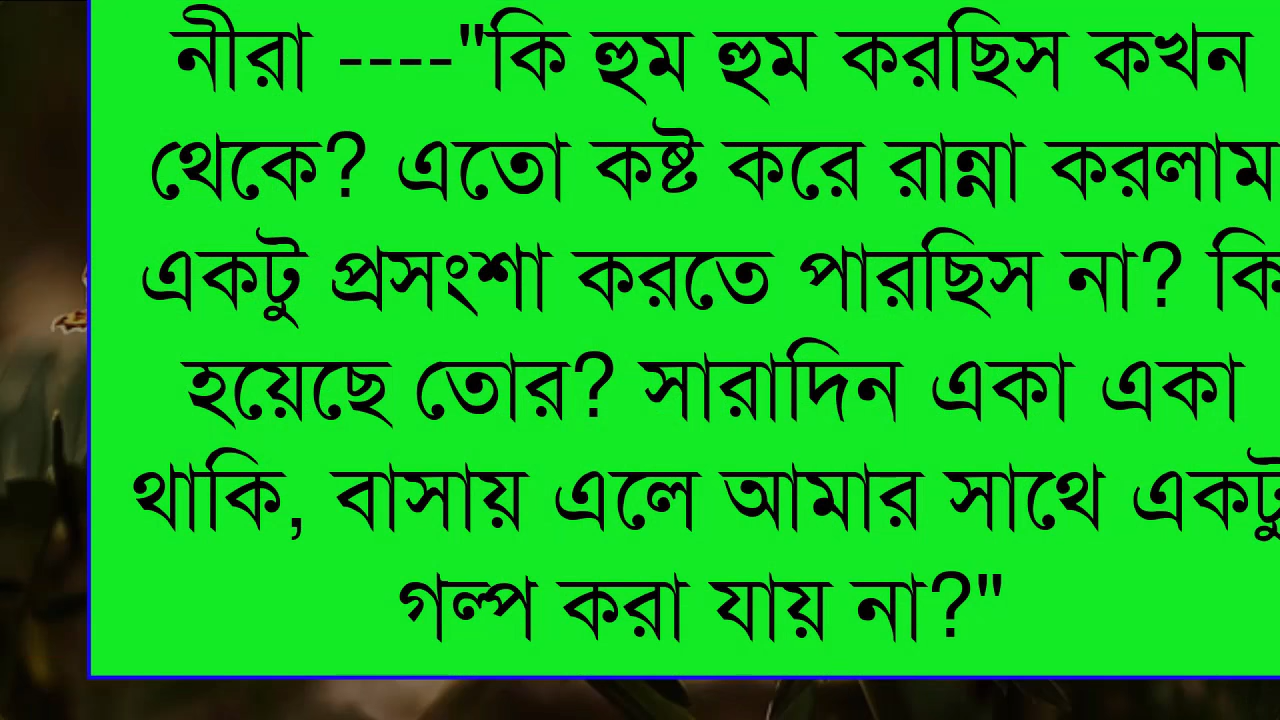 নীরা ----"কি হুম হুম করছিস কখন
থেকে? এতো কষ্ট করে রান্না করলাম
একটু প্রসংশা করতে পারছিস না? কি
হয়েছে তোর? সারাদিন একা একা
থাকি, বাসায় এলে আমার সাথে একটু
গল্প করা যায় না?"